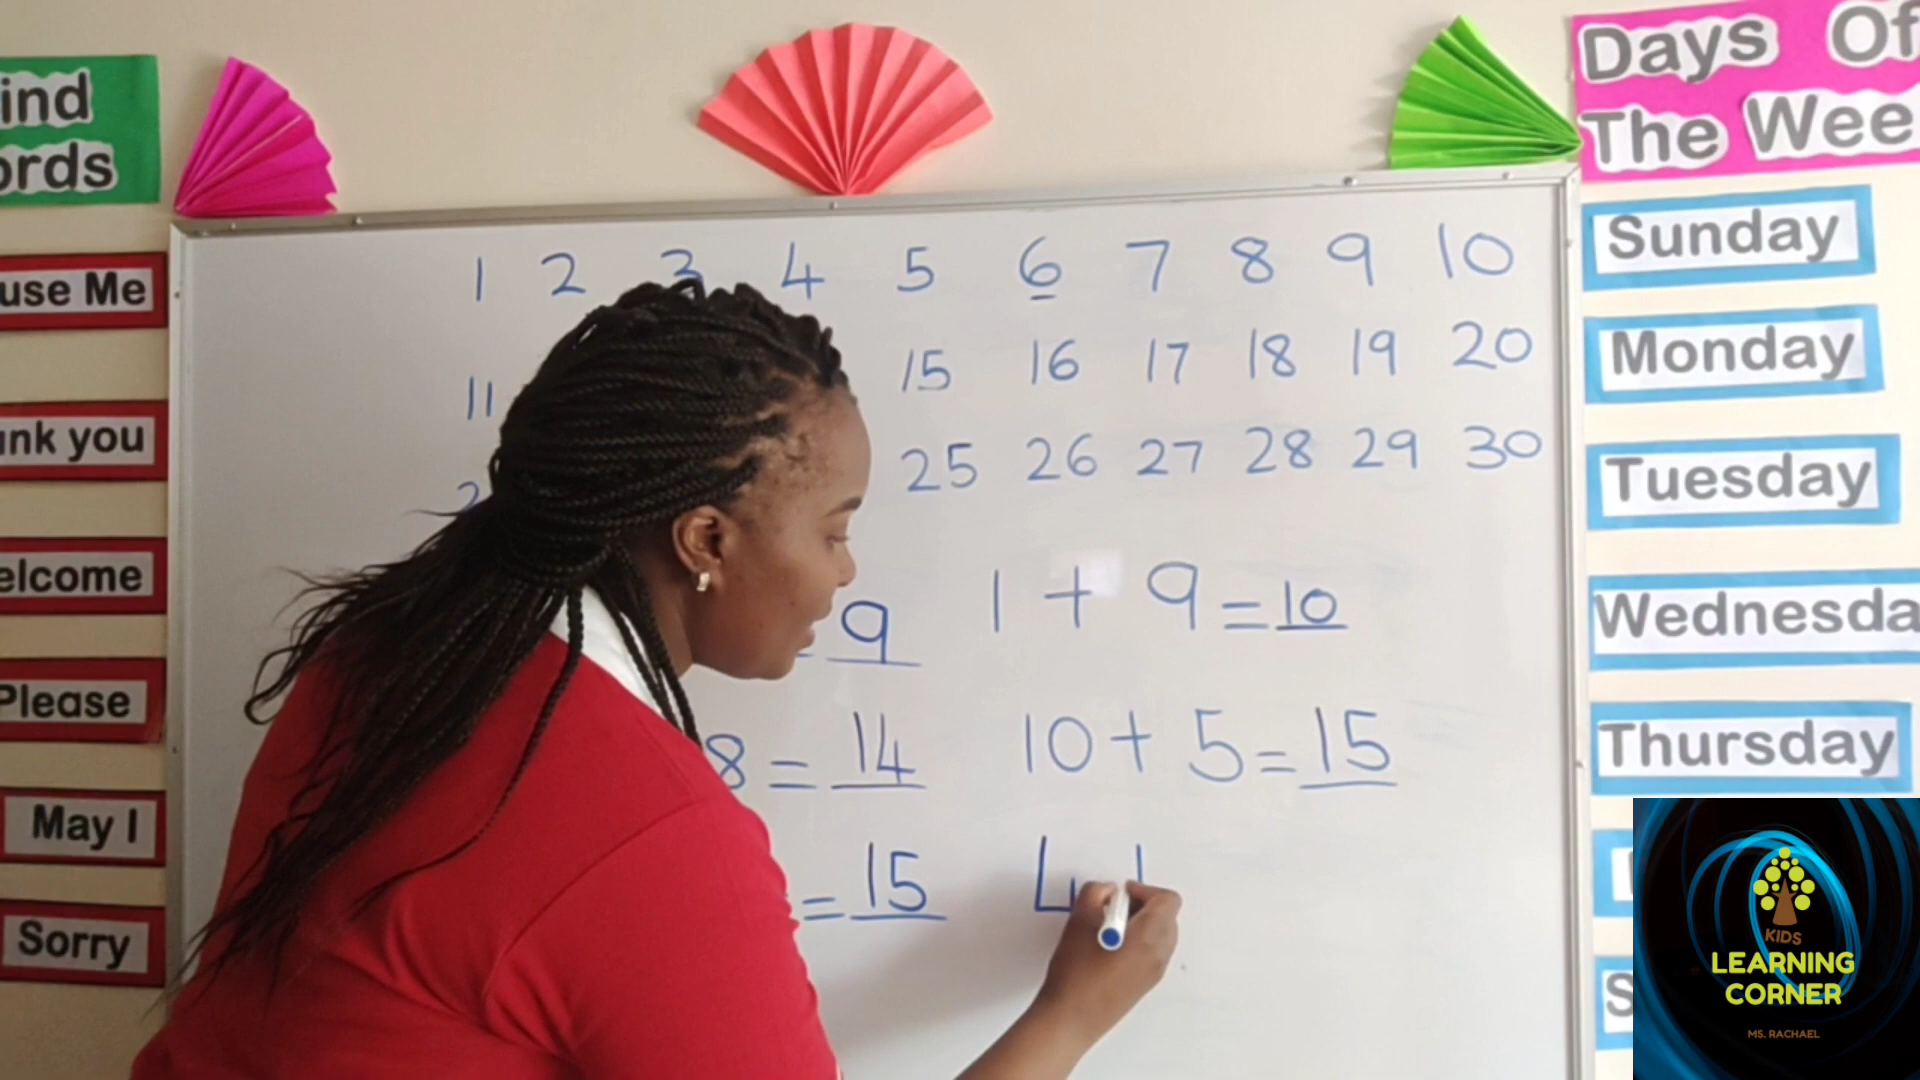 ind
ords
use Me
ank you
elcome
Please
May I
Sorry
1 2 3 4 5 6 7 8 9 10
11 15 16 17 18 19 20
2 25 26 27 28 29 30
9
1 + 9 = 10
8 = 14
10 + 5 = 15
= 15
4
Days Of
The Wee
Sunday
Monday
Tuesday
Wednesda
Thursday
S
KIDS
LEARNING
CORNER
MS. RACHAEL